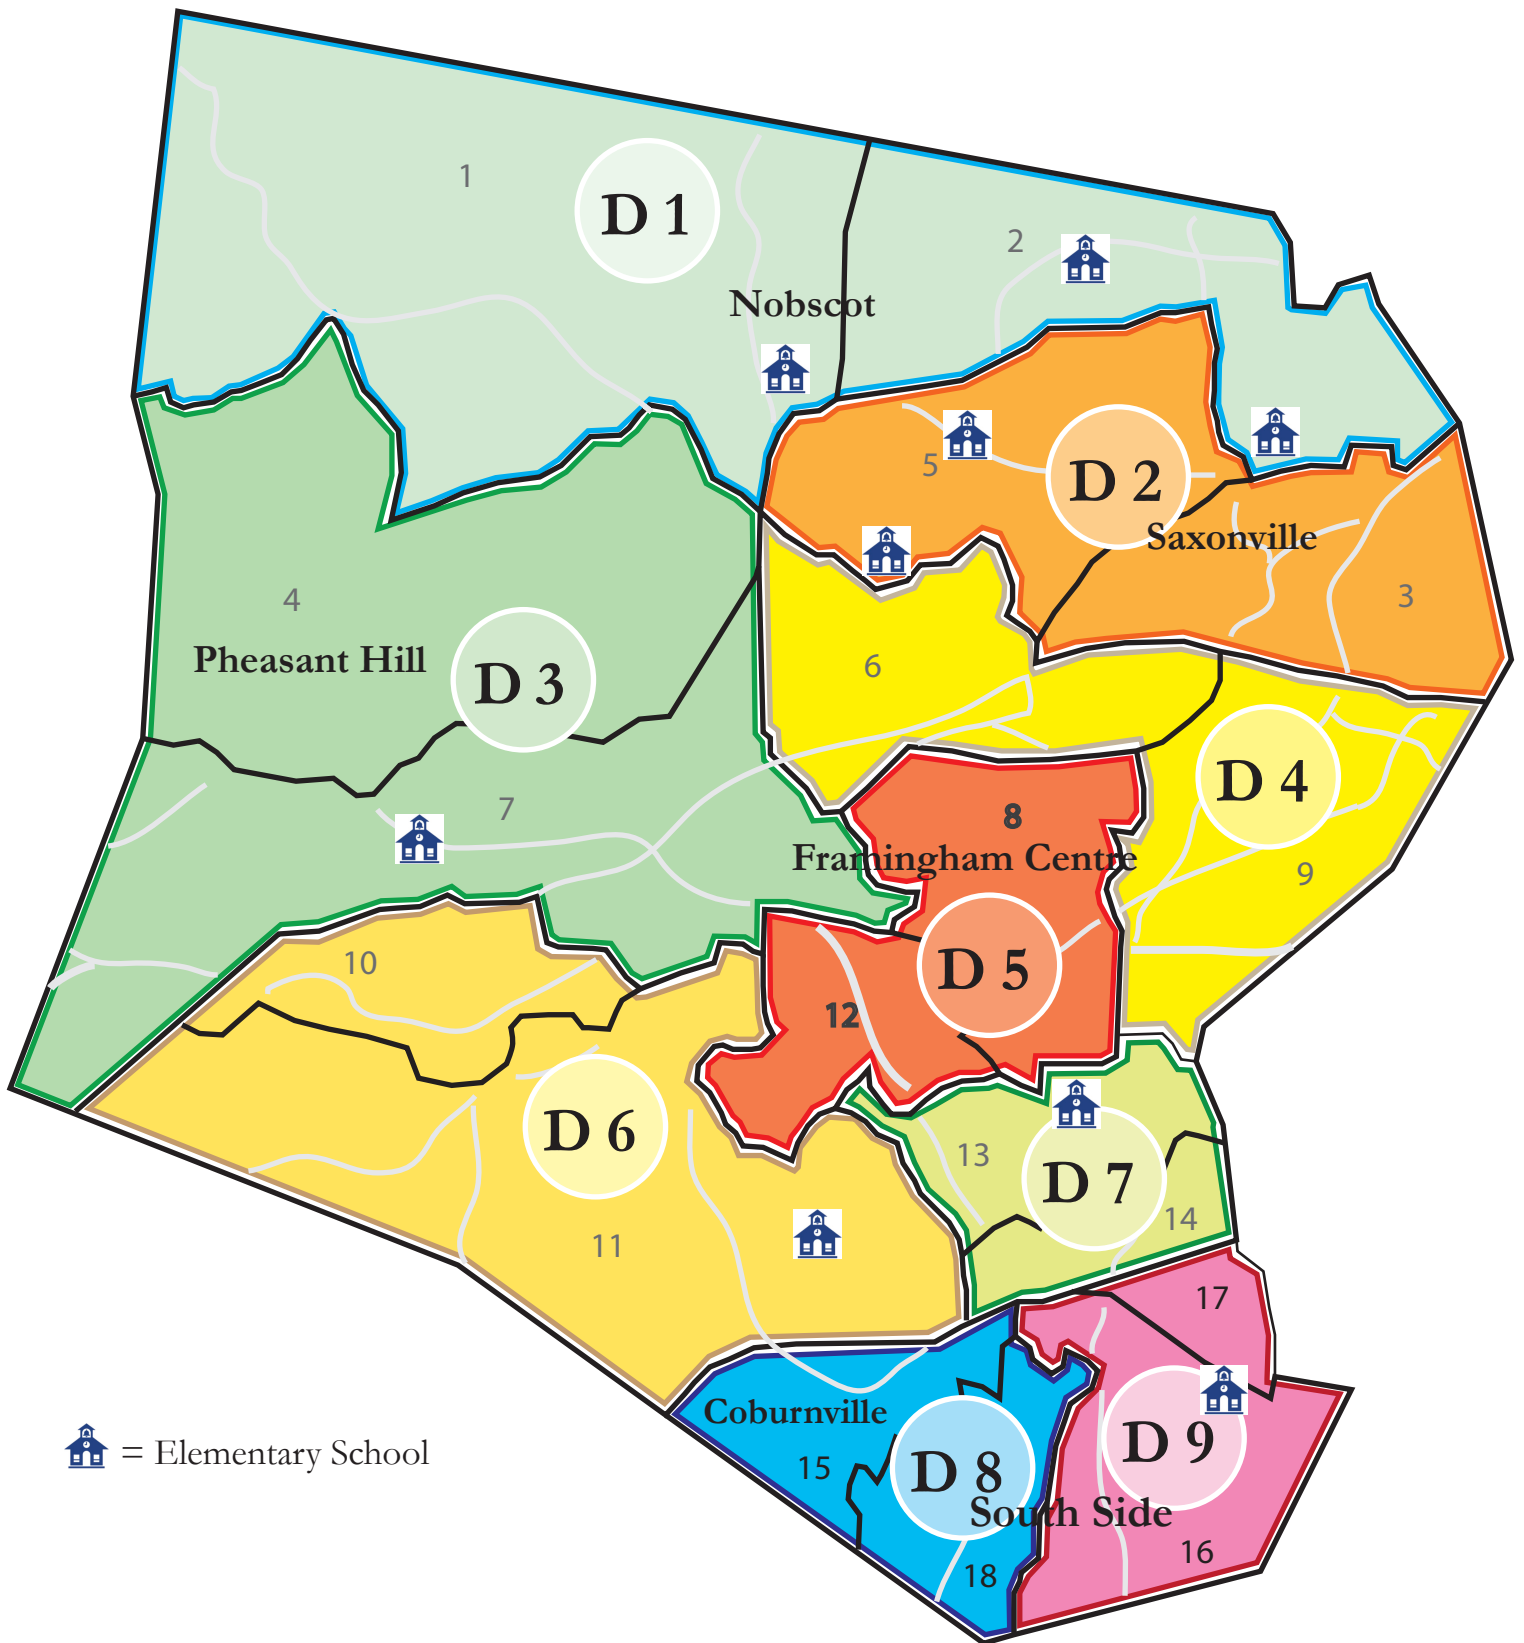 1
D 1
2
Nobscot
5
D 2
Saxonville
3
4
Pheasant Hill
D 3
6
D 4
7
8
Framingham Centre
9
10
D 5
12
D 6
13
D 7
14
11
17
Coburnville
D 9
= Elementary School
15
D 8
South Side
16
18